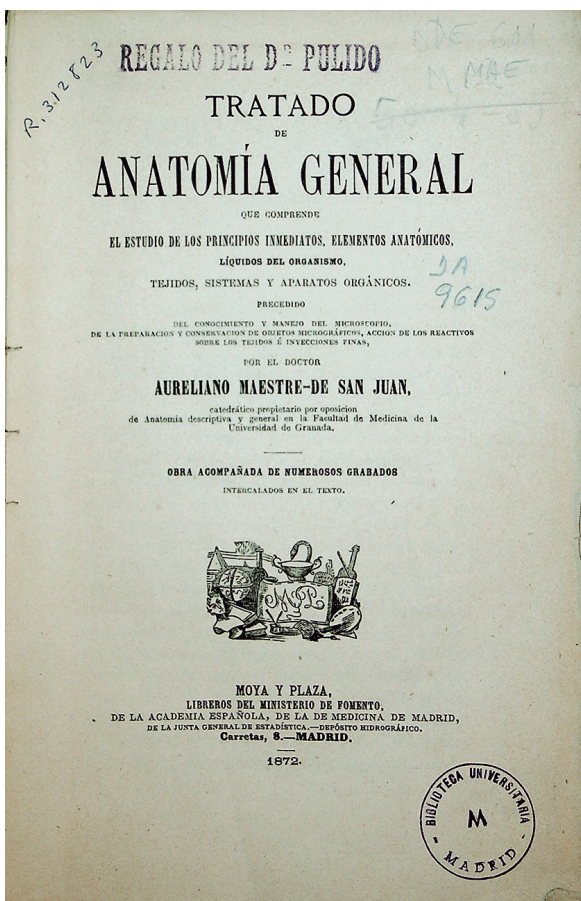 R. 312823
REGALO DEL Dr PULIDO
M MAE
TRATADO
DE
ANATOMÍA GENERAL
QUE COMPRENDE
EL ESTUDIO DE LOS PRINCIPIOS INMEDIATOS, ELEMENTOS ANATÓMICOS,
LÍQUIDOS DEL ORGANISMO,
TEJIDOS, SISTEMAS Y APARATOS ORGÁNICOS.
DA
9615
PRECEDIDO
DEL CONOCIMIENTO Y MANEJO DEL MICROSCOPIO,
DE LA PREPARACION Y CONSERVACION DE OBJETOS MICROGRÁFICOS, ACCION DE LOS REACTIVOS
SOBRE LOS TEJIDOS É INYECCIONES FINAS,
POR EL DOCTOR
AURELIANO MAESTRE-DE SAN JUAN,
catedrático propietario por oposicion
de Anatomía descriptiva y general en la Facultad de Medicina de la
Universidad de Granada.
OBRA ACOMPAÑADA DE NUMEROSOS GRABADOS
INTERCALADOS EN EL TEXTO.
MPL
MOYA Y PLAZA,
LIBREROS DEL MINISTERIO DE FOMENTO,
DE LA ACADEMIA ESPAÑOLA, DE LA DE MEDICINA DE MADRID,
DE LA JUNTA GENERAL DE ESTADÍSTICA.—DEPÓSITO HIDROGRÁFICO.
Carretas, 8.—MADRID.
1872.
BIBLIOTECA UNIVERSITARIA
M
MADRID